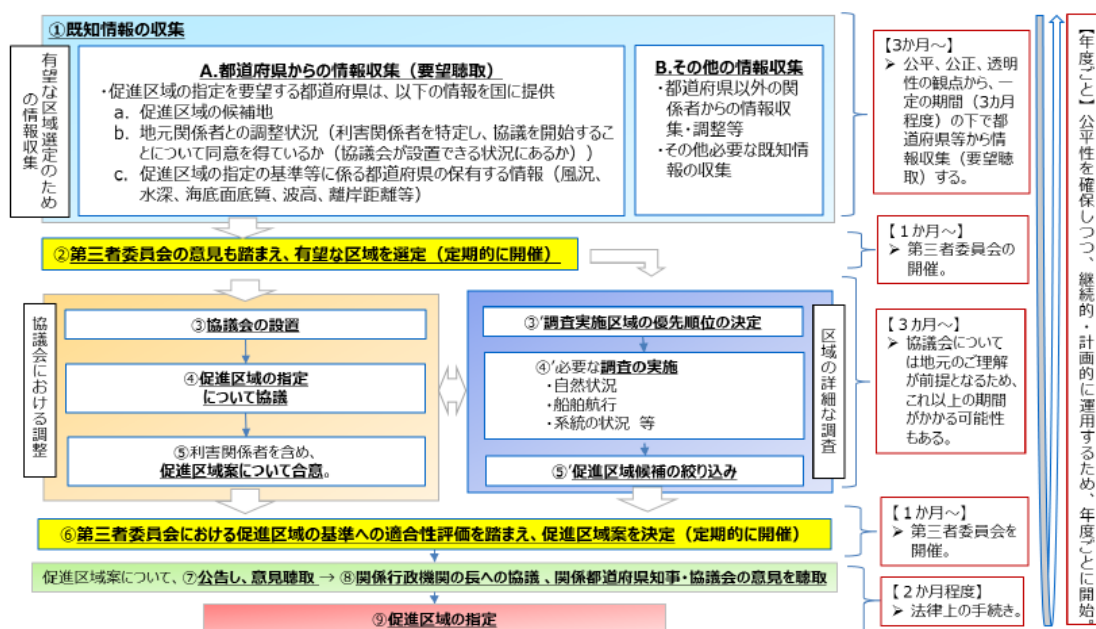 ①既知情報の収集
有望な区域選定のため
の情報収集
A.都道府県からの情報収集（要望聴取）
・促進区域の指定を要望する都道府県は、以下の情報を国に提供
a. 促進区域の候補地
b. 地元関係者との調整状況（利害関係者を特定し、協議を開始するこ
とについて同意を得ているか（協議会が設置できる状況にあるか））
c. 促進区域の指定の基準等に係る都道府県の保有する情報（風況、
水深、海底面底質、波高、離岸距離等）
B.その他の情報収集
・都道府県以外の関
係者からの情報収
集・調整等
・その他必要な既知情
報の収集
【3か月～】
➢ 公平、公正、透明
性の観点から、一
定の期間（3カ月
程度）の下で都
道府県等から情
報収集（要望聴
取）する。
②第三者委員会の意見も踏まえ、有望な区域を選定（定期的に開催）
【１か月～】
➢ 第三者委員会の
開催。
協議会における調整
③協議会の設置
④促進区域の指定
について協議
⑤利害関係者を含め、
促進区域案について合意。
③’調査実施区域の優先順位の決定
④’必要な調査の実施
・自然状況
・船舶航行
・系統の状況 等
⑤’促進区域候補の絞り込み
区域の詳細な調査
【３カ月～】
➢ 協議会について
は地元のご理解
が前提となるため、
これ以上の期間
がかかる可能性
もある。
⑥第三者委員会における促進区域の基準への適合性評価を踏まえ、促進区域案を決定（定期的に開催）
【１か月～】
➢ 第三者委員会を
開催。
促進区域案について、⑦公告し、意見聴取 → ⑧関係行政機関の長への協議 、関係都道府県知事・協議会の意見を聴取
⑨促進区域の指定
【２か月程度】
➢ 法律上の手続き。
【年度ごと】公平性を確保しつつ、継続的・計画的に運用するため、年度ごとに開始。